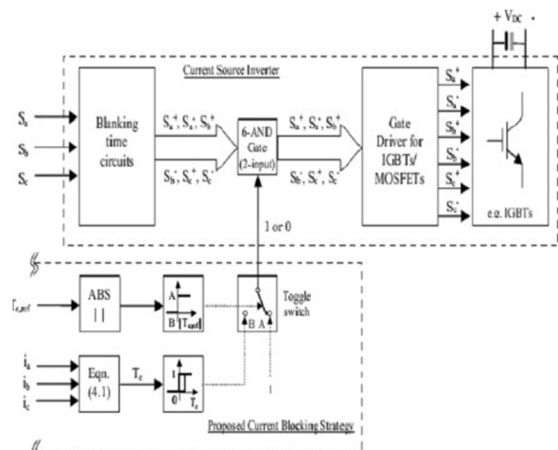 + V_DC -
Current Source Inverter
S_a
S_b
S_c
Blanking
time
circuits
S_a^+, S_a^-, S_b^+
S_b^-, S_c^+, S_c^-
6-AND
Gate
(2-input)
S_a^+, S_a^-, S_b^+
S_b^-, S_c^+, S_c^-
Gate
Driver for
IGBTs/
MOSFETs
S_a^+
S_a^-
S_b^+
S_b^-
S_c^+
S_c^-
e.g. IGBTs
1 or 0
T_e,ref
ABS
| |
A
B
B A
Toggle
switch
i_a
i_b
i_c
Eqn.
(4.1)
T_e
1
0
T_e
Proposed Current Blocking Strategy